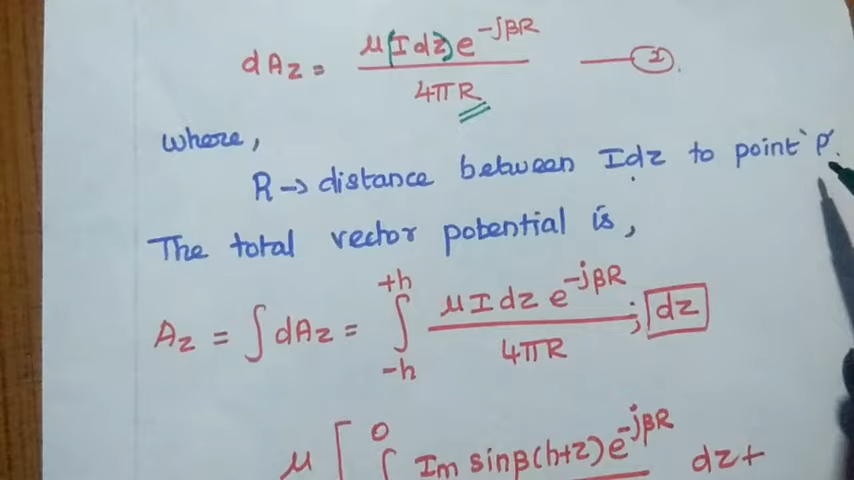 dAz = μ(Idz)e^-jβR / 4πR —(1).
where,
R → distance between Idz to point 'P'.
The total vector potential is,
Az = ∫dAz = ∫_-h^+h μIdz e^-jβR / 4πR ; dz
μ [ ∫^0 Im sinβ(h+z) e^-jβR dz +